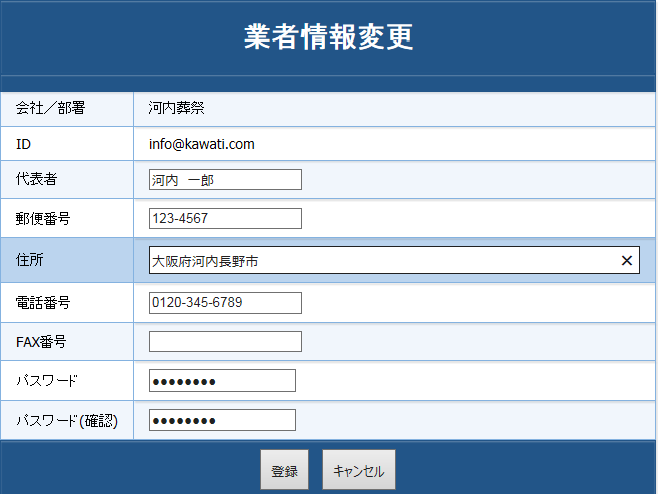 業者情報変更
会社／部署 河内葬祭
ID info@kawati.com
代表者 河内　一郎
郵便番号 123-4567
住所 大阪府河内長野市 ✕
電話番号 0120-345-6789
FAX番号
パスワード ●●●●●●●●
パスワード(確認) ●●●●●●●●
登録 キャンセル